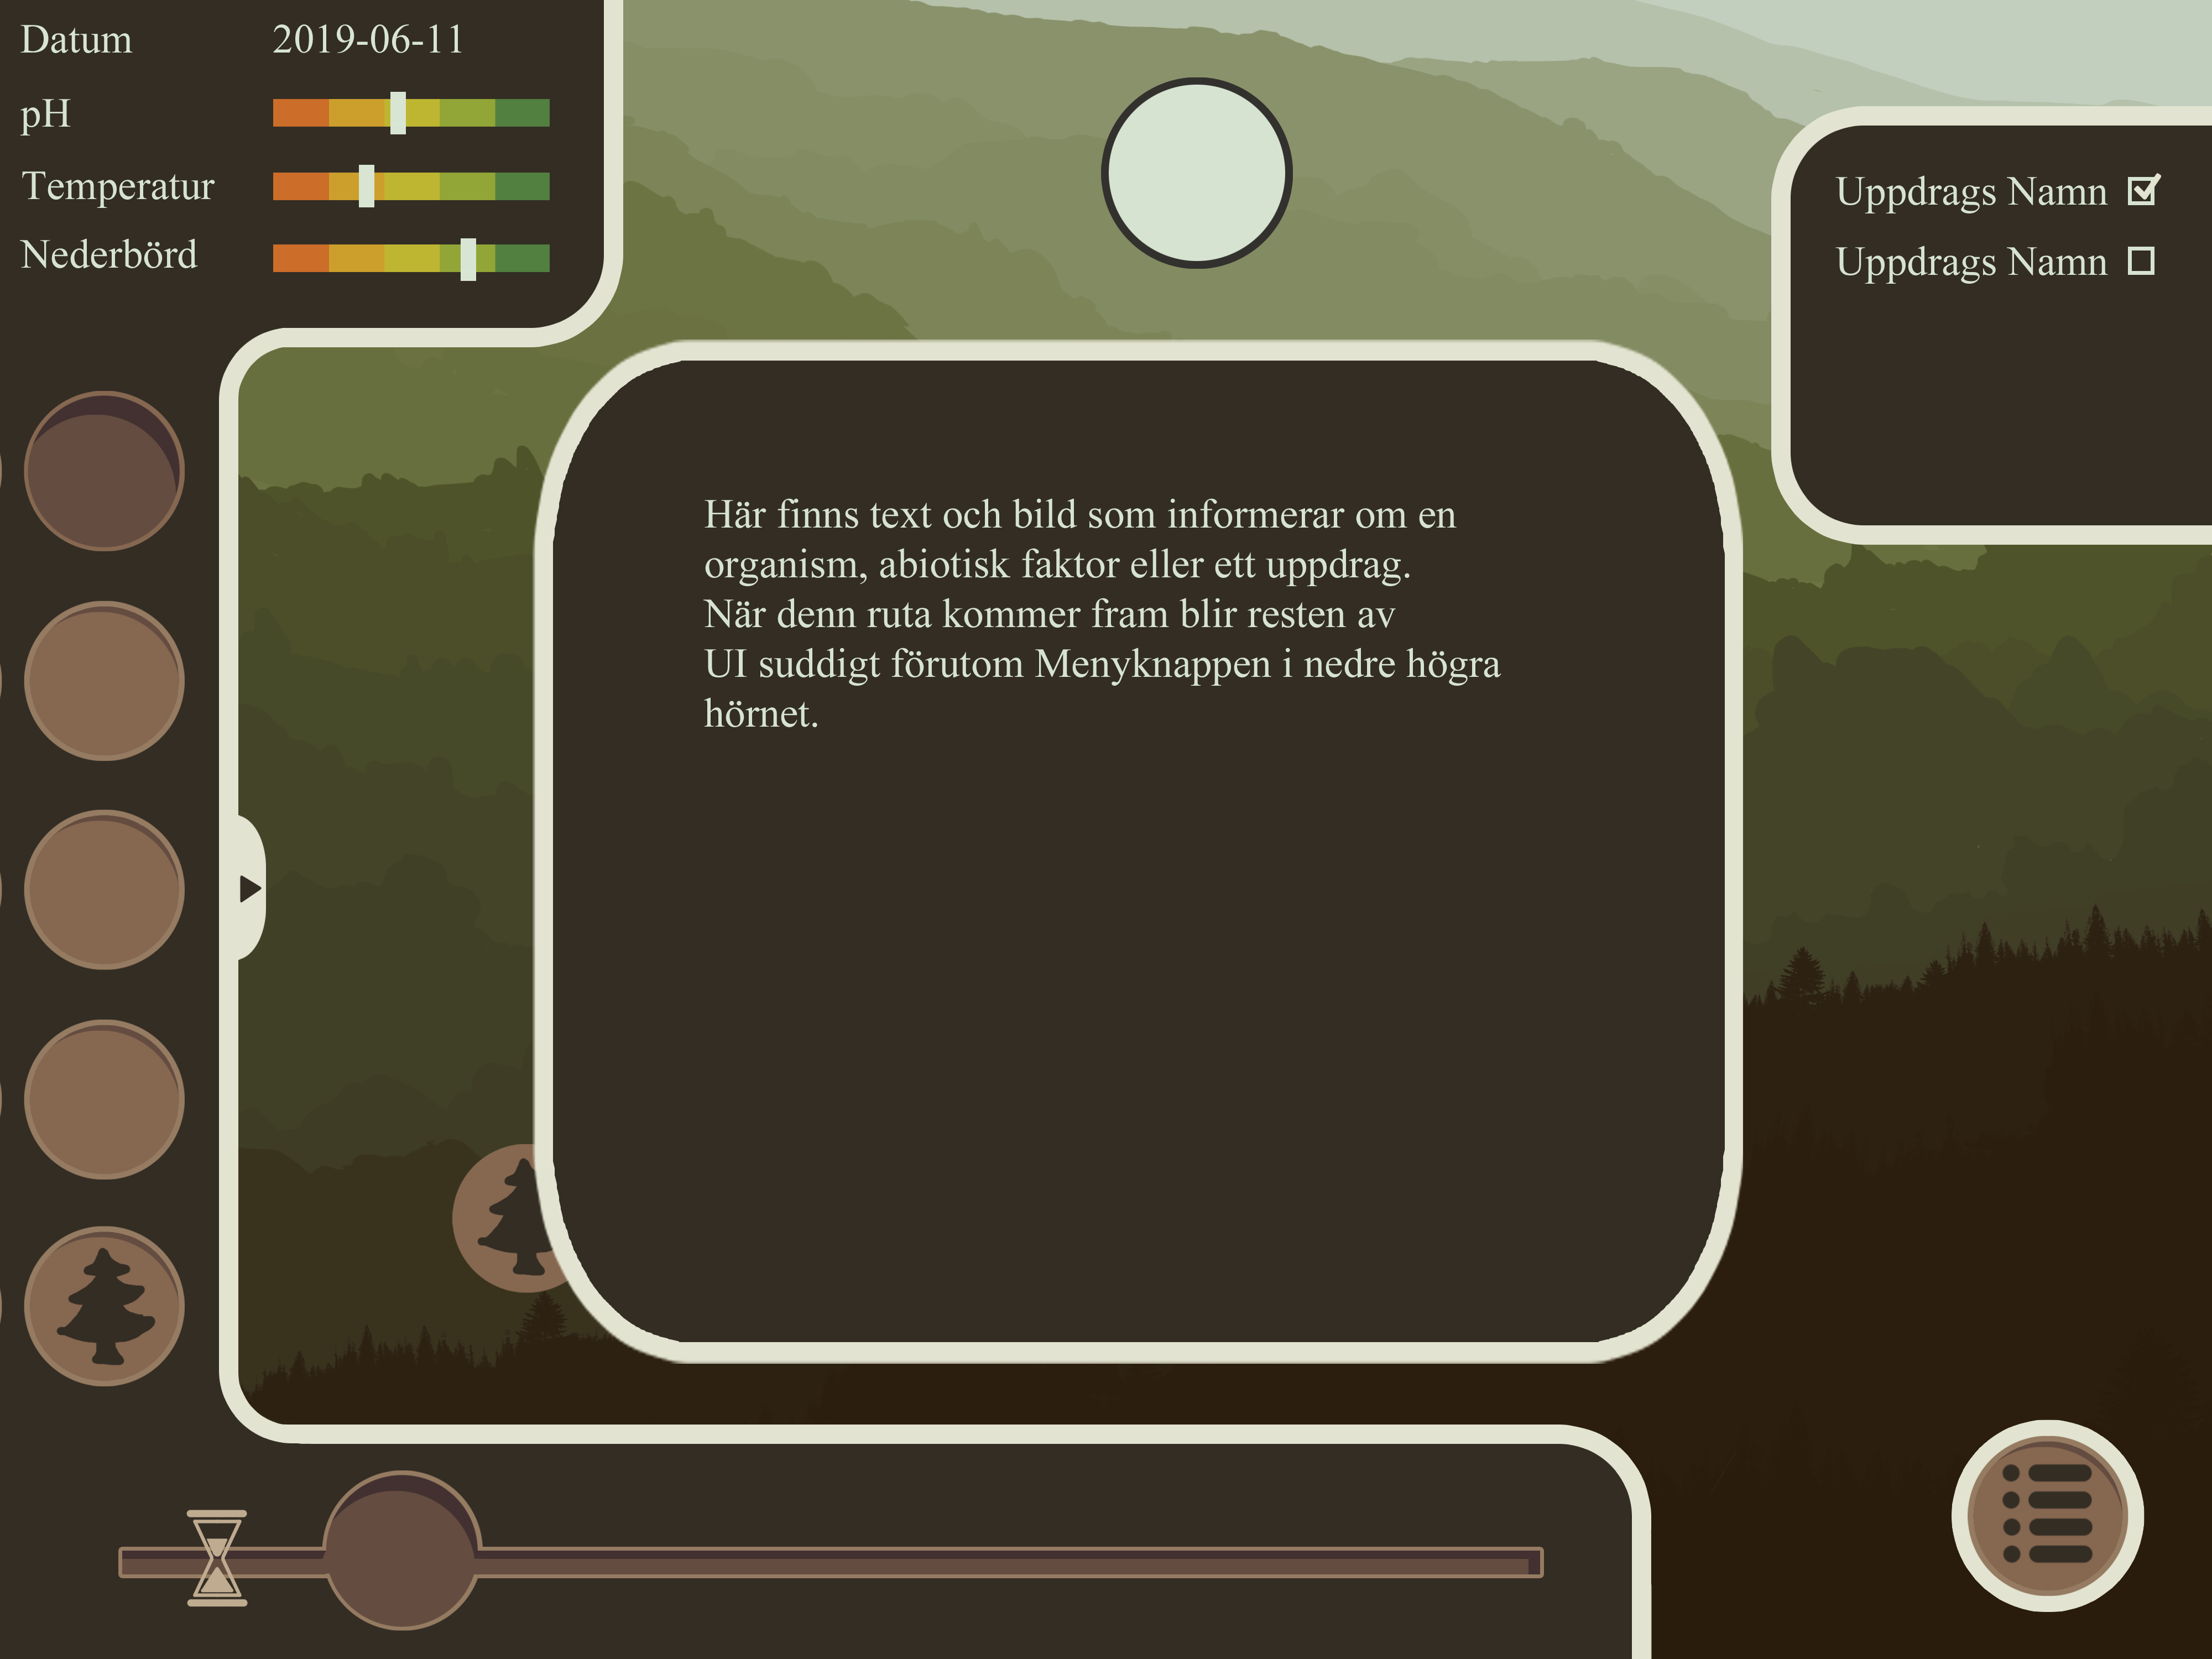 Datum 2019-06-11
pH
Temperatur
Nederbörd
Uppdrags Namn
Uppdrags Namn
Här finns text och bild som informerar om en
organism, abiotisk faktor eller ett uppdrag.
När denn ruta kommer fram blir resten av
UI suddigt förutom Menyknappen i nedre högra
hörnet.